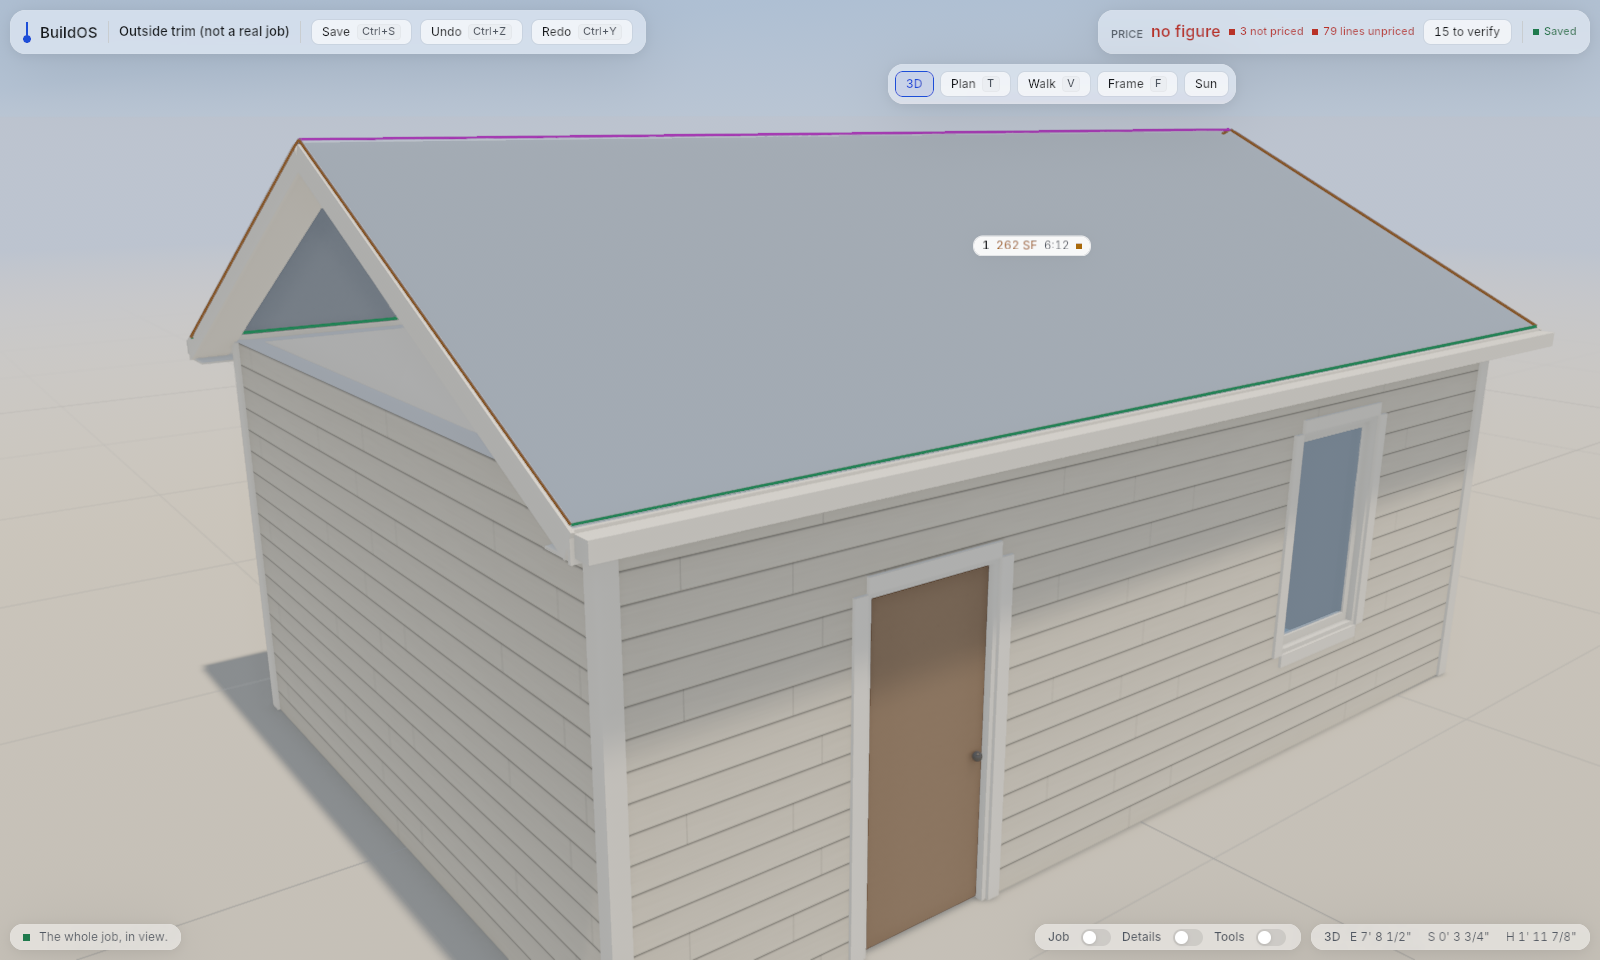 BuildOS
Outside trim (not a real job)
Save Ctrl+S
Undo Ctrl+Z
Redo Ctrl+Y
PRICE no figure
3 not priced
79 lines unpriced
15 to verify
Saved
3D
Plan T
Walk V
Frame F
Sun
1 262 SF 6:12
The whole job, in view.
Job
Details
Tools
3D E 7' 8 1/2" S 0' 3 3/4" H 1' 11 7/8"